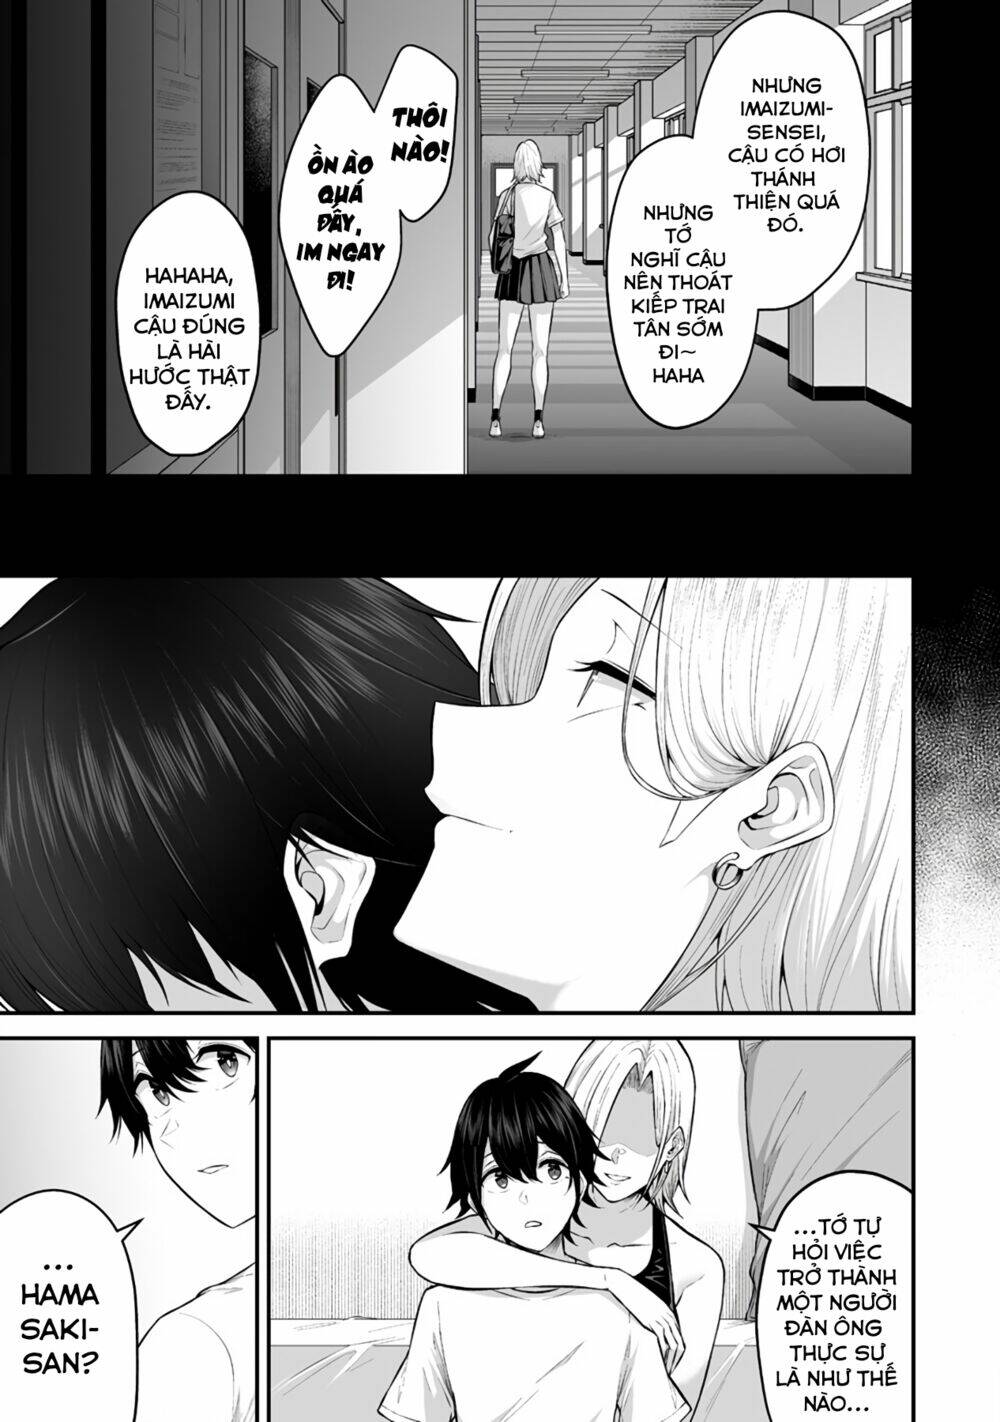 NHƯNG
IMAIZUMI-
SENSEI,
CẬU CÓ HƠI
THÁNH
THIỆN QUÁ
ĐÓ.
NHƯNG
TỚ
NGHĨ CẬU
NÊN THOÁT
KIẾP TRAI
TÂN SỚM
ĐI~
HAHA
THÔI
NÀO!
ỒN ÀO
QUÁ
ĐẤY,
IM NGAY
ĐI!
HAHAHA,
IMAIZUMI
CẬU ĐÚNG
LÀ HÀI
HƯỚC THẬT
ĐẤY.
...TỚ TỰ
HỎI VIỆC
TRỞ THÀNH
MỘT NGƯỜI
ĐÀN ÔNG
THỰC SỰ
LÀ NHƯ THẾ
NÀO...
...
HAMA
SAKI-
SAN?